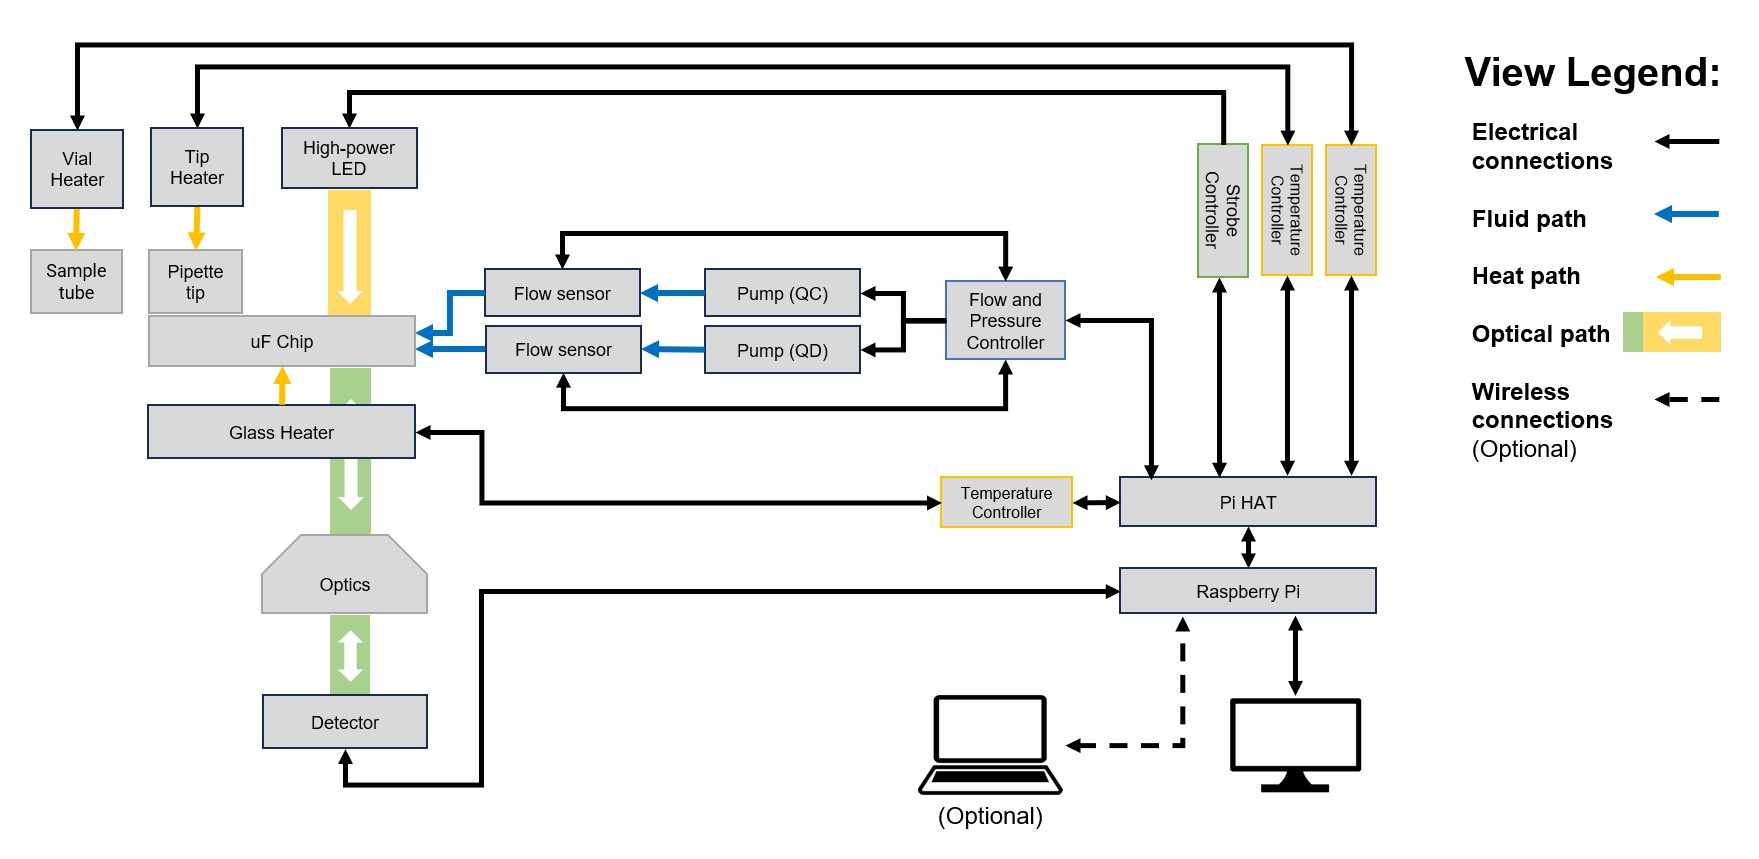 View Legend:
Electrical
connections
Fluid path
Heat path
Optical path
Wireless
connections
(Optional)
Vial
Heater
Tip
Heater
High-power
LED
Strobe
Controller
Temperature
Controller
Temperature
Controller
Sample
tube
Pipette
tip
Flow sensor
Pump (QC)
Flow and
Pressure
Controller
uF Chip
Flow sensor
Pump (QD)
Glass Heater
Temperature
Controller
Pi HAT
Optics
Raspberry Pi
Detector
(Optional)